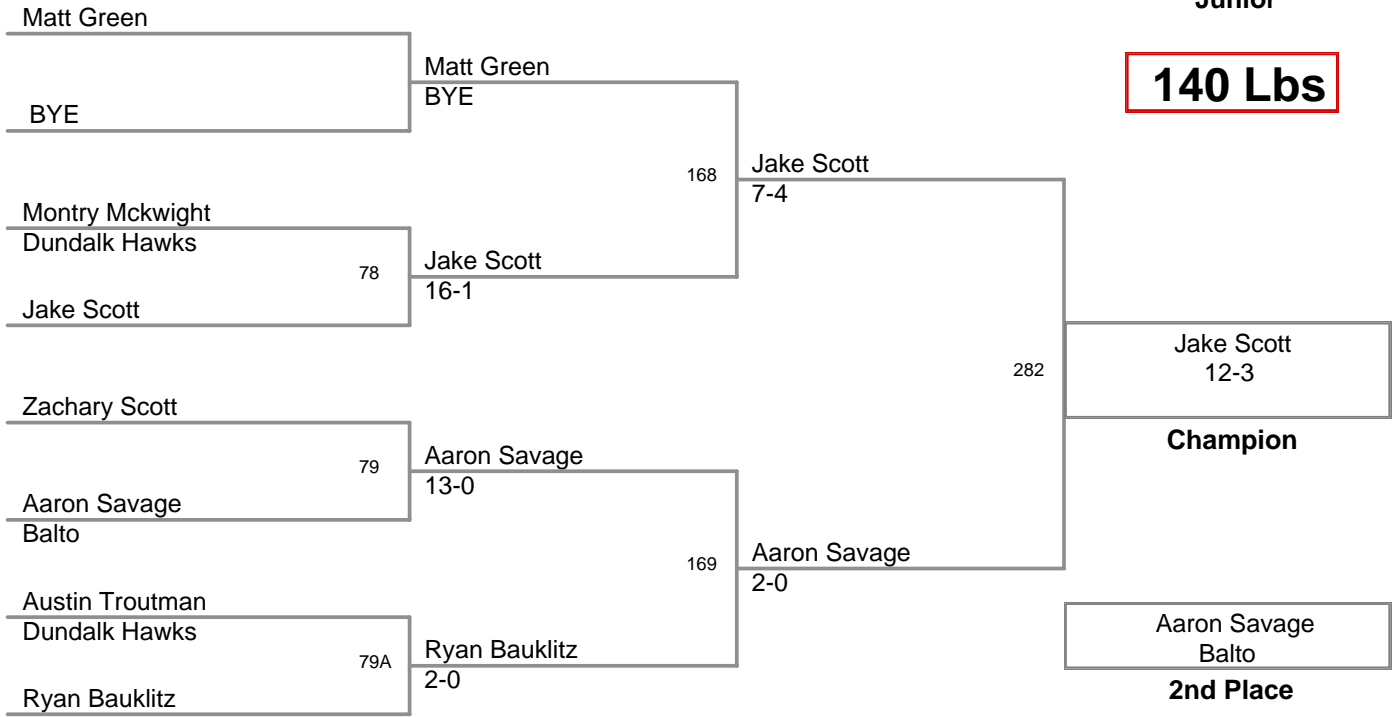 Junior
140 Lbs
Matt Green
BYE
Montry Mckwight
Dundalk Hawks
78
Jake Scott
Zachary Scott
79
Aaron Savage
Balto
Austin Troutman
Dundalk Hawks
79A
Ryan Bauklitz
Matt Green
BYE
168
Jake Scott
16-1
Aaron Savage
13-0
169
Ryan Bauklitz
2-0
Jake Scott
7-4
282
Aaron Savage
2-0
Jake Scott
12-3
Champion
Aaron Savage
Balto
2nd Place